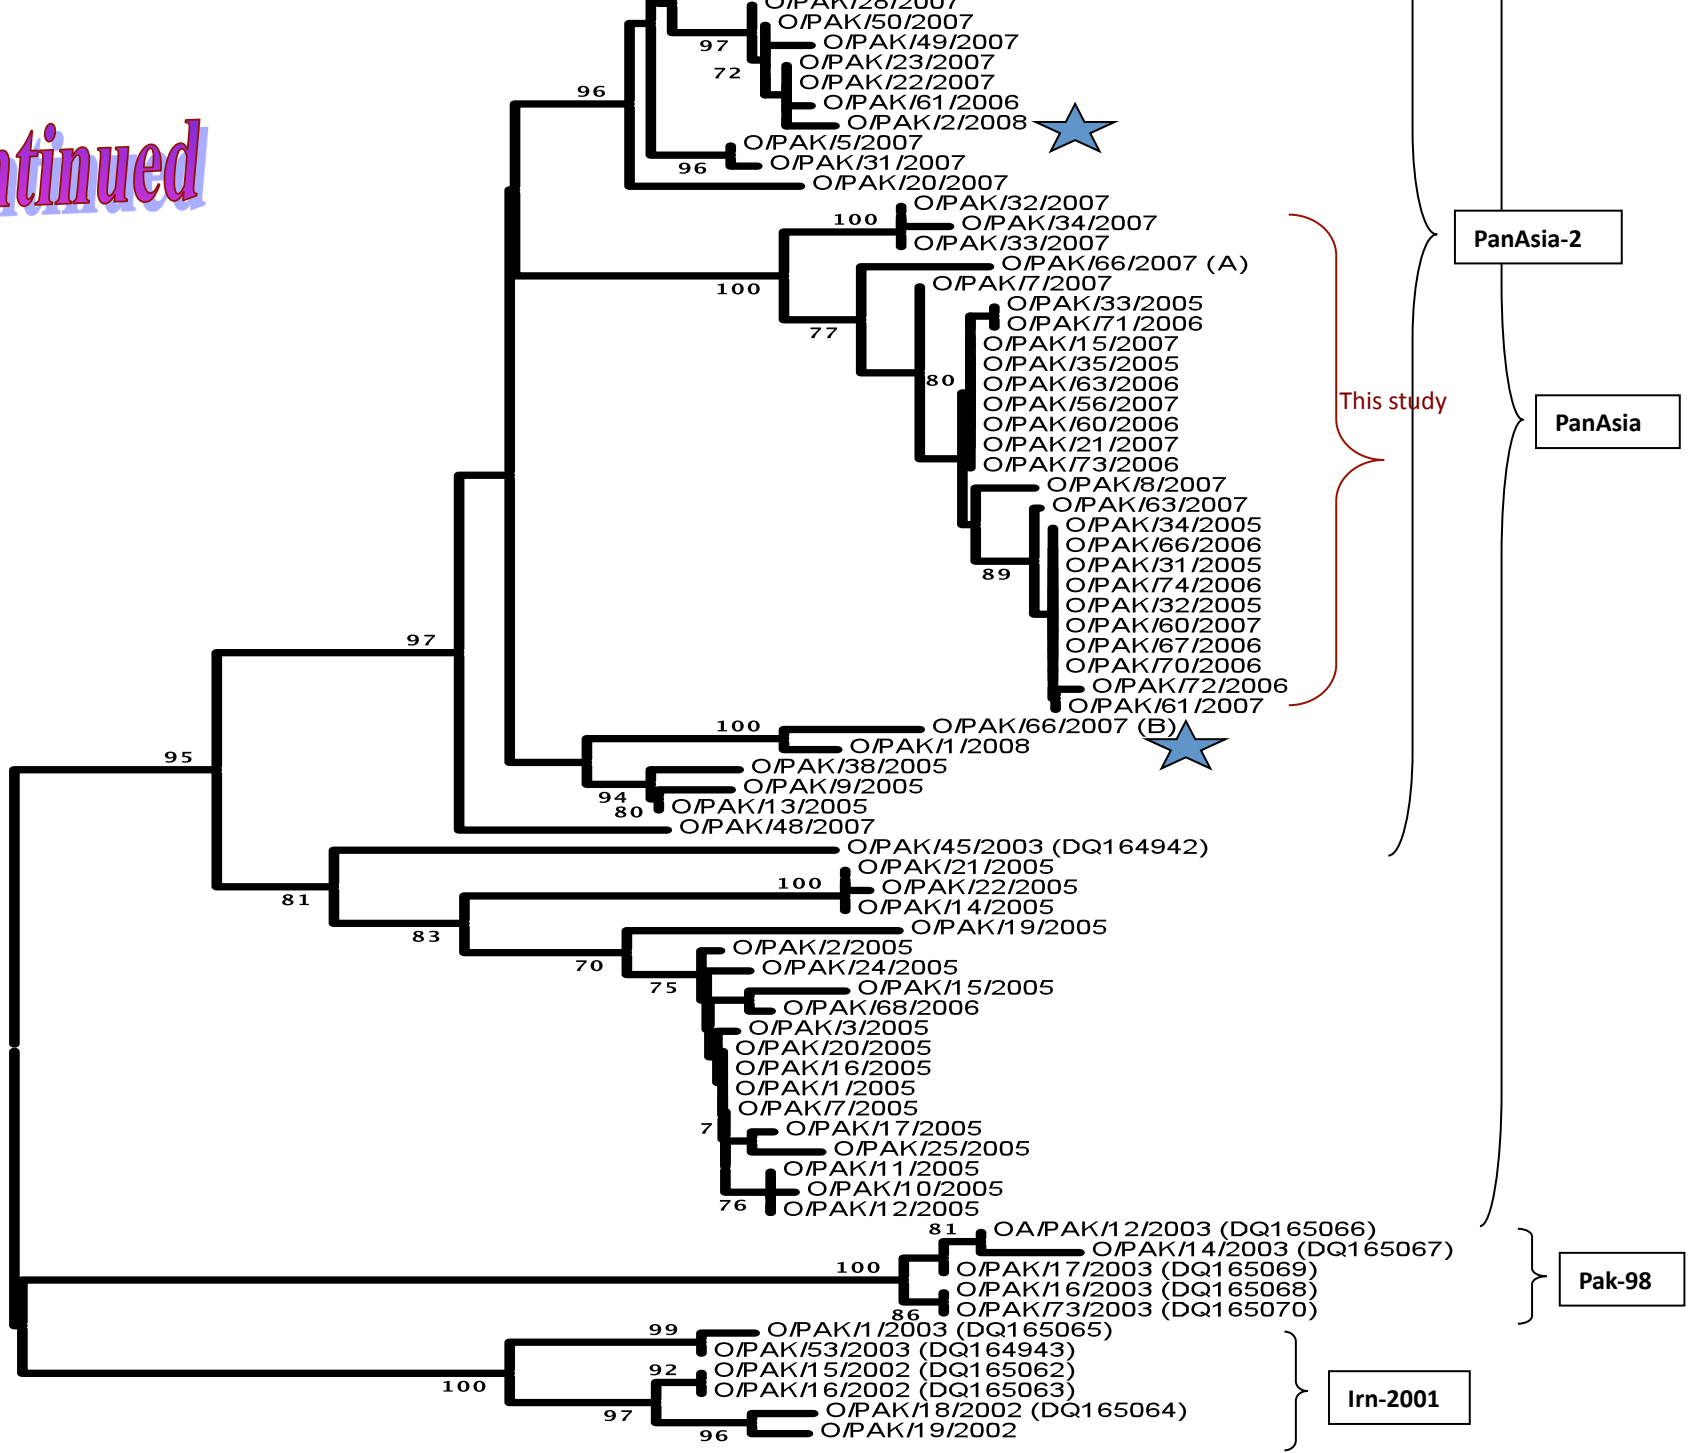 O/PAK/28/2007
O/PAK/50/2007
97
O/PAK/49/2007
O/PAK/23/2007
72
O/PAK/22/2007
96
O/PAK/61/2006
O/PAK/2/2008
O/PAK/5/2007
96
O/PAK/31/2007
ntinued
O/PAK/20/2007
O/PAK/32/2007
100
O/PAK/34/2007
O/PAK/33/2007
PanAsia-2
O/PAK/66/2007 (A)
100
O/PAK/7/2007
O/PAK/33/2005
77
O/PAK/71/2006
O/PAK/15/2007
O/PAK/35/2005
80
O/PAK/63/2006
This study
O/PAK/56/2007
PanAsia
O/PAK/60/2006
O/PAK/21/2007
O/PAK/73/2006
O/PAK/8/2007
O/PAK/63/2007
O/PAK/34/2005
O/PAK/66/2006
89
O/PAK/31/2005
O/PAK/74/2006
O/PAK/32/2005
O/PAK/60/2007
97
O/PAK/67/2006
O/PAK/70/2006
O/PAK/72/2006
O/PAK/61/2007
100
O/PAK/66/2007 (B)
O/PAK/1/2008
95
O/PAK/38/2005
O/PAK/9/2005
94
80
O/PAK/13/2005
O/PAK/48/2007
O/PAK/45/2003 (DQ164942)
O/PAK/21/2005
100
O/PAK/22/2005
81
O/PAK/14/2005
O/PAK/19/2005
83
O/PAK/2/2005
70
O/PAK/24/2005
75
O/PAK/15/2005
O/PAK/68/2006
O/PAK/3/2005
O/PAK/20/2005
O/PAK/16/2005
O/PAK/1/2005
O/PAK/7/2005
7
O/PAK/17/2005
O/PAK/25/2005
O/PAK/11/2005
O/PAK/10/2005
76
O/PAK/12/2005
81
OA/PAK/12/2003 (DQ165066)
O/PAK/14/2003 (DQ165067)
100
O/PAK/17/2003 (DQ165069)
Pak-98
O/PAK/16/2003 (DQ165068)
86
O/PAK/73/2003 (DQ165070)
99
O/PAK/1/2003 (DQ165065)
O/PAK/53/2003 (DQ164943)
92
O/PAK/15/2002 (DQ165062)
100
O/PAK/16/2002 (DQ165063)
Irn-2001
97
O/PAK/18/2002 (DQ165064)
96
O/PAK/19/2002